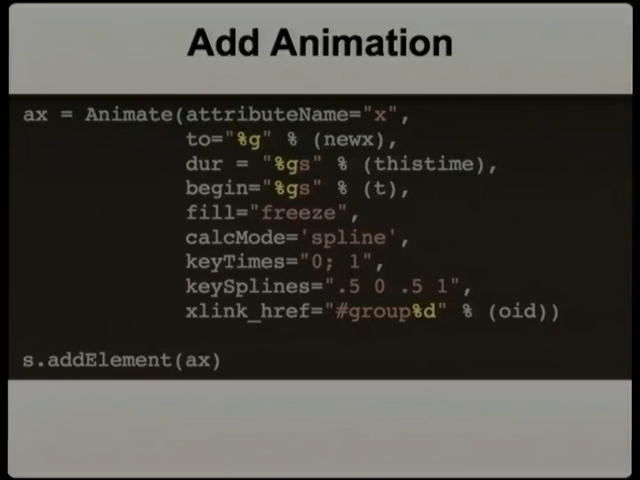 Add Animation
ax = Animate(attributeName="x",
to="%g" % (newx),
dur = "%gs" % (thistime),
begin="%gs" % (t),
fill="freeze",
calcMode='spline',
keyTimes="0; 1",
keySplines=".5 0 .5 1",
xlink_href="#group%d" % (oid))
s.addElement(ax)